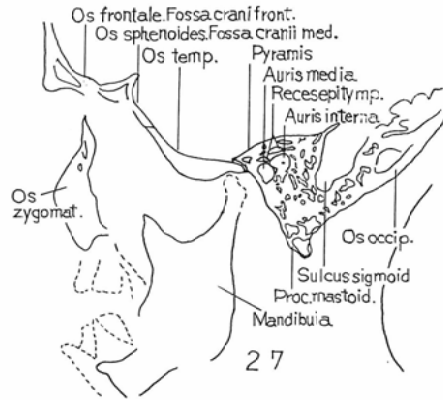 Os frontale.Fossa cranii front.
Os sphenoides.Fossa cranii med.
Os temp.
Pyramis
Auris media
Recesepitymp.
Auris interna
Os zygomat.
Os occip.
Sulcus sigmoid
Proc.mastoid.
Mandibula
27